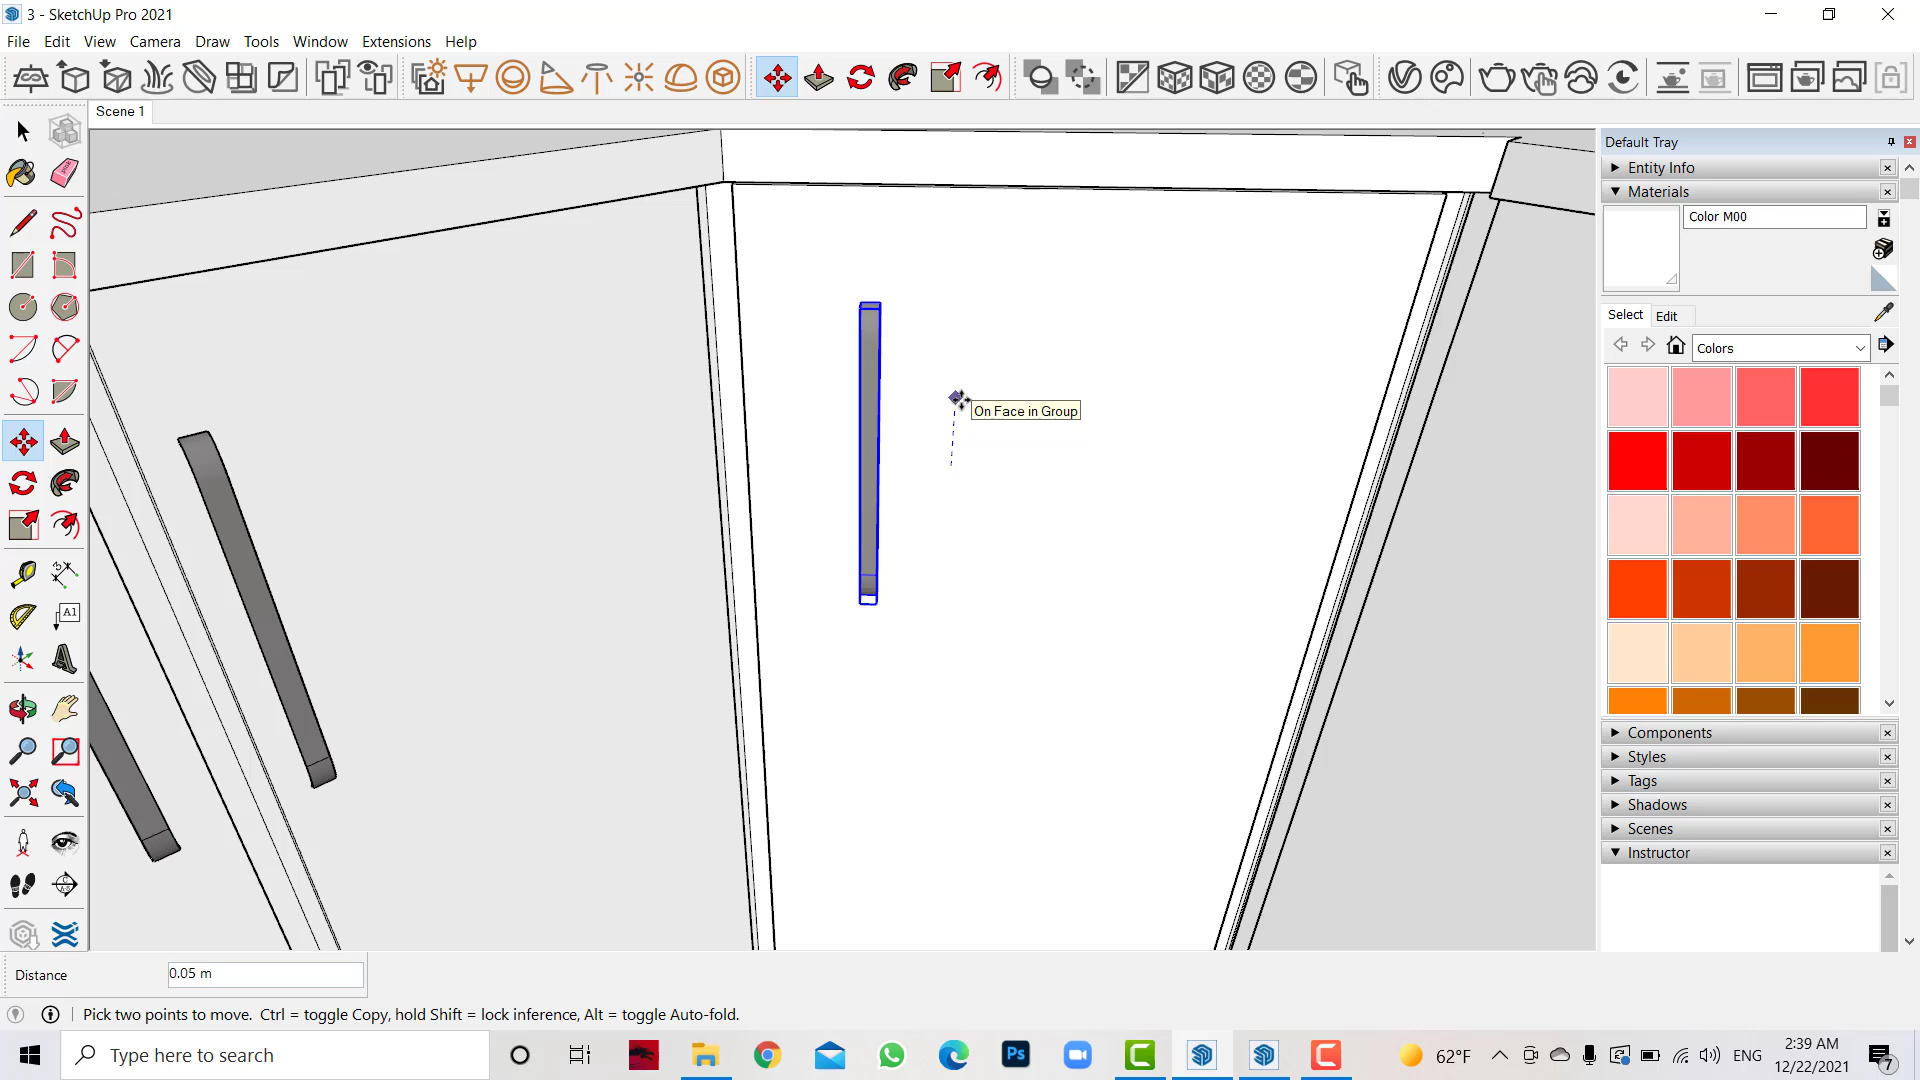 3 - SketchUp Pro 2021
File Edit View Camera Draw Tools Window Extensions Help
Scene 1
Default Tray
Entity Info
Materials
Color M00
Select Edit
Colors
On Face in Group
A1
Components
Styles
Tags
Shadows
Scenes
Instructor
Distance 0.05 m
Pick two points to move. Ctrl = toggle Copy, hold Shift = lock inference, Alt = toggle Auto-fold.
Type here to search
Ps
62°F
ENG
2:39 AM
12/22/2021
7